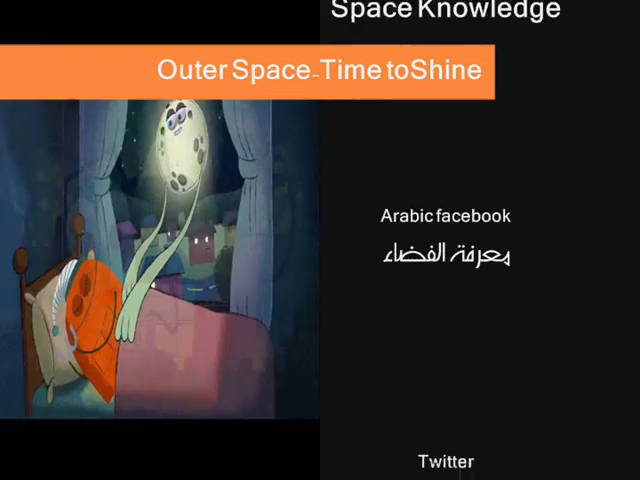 Space Knowledge
Outer Space-Time toShine
Arabic facebook
معرفة الفضاء
Twitter